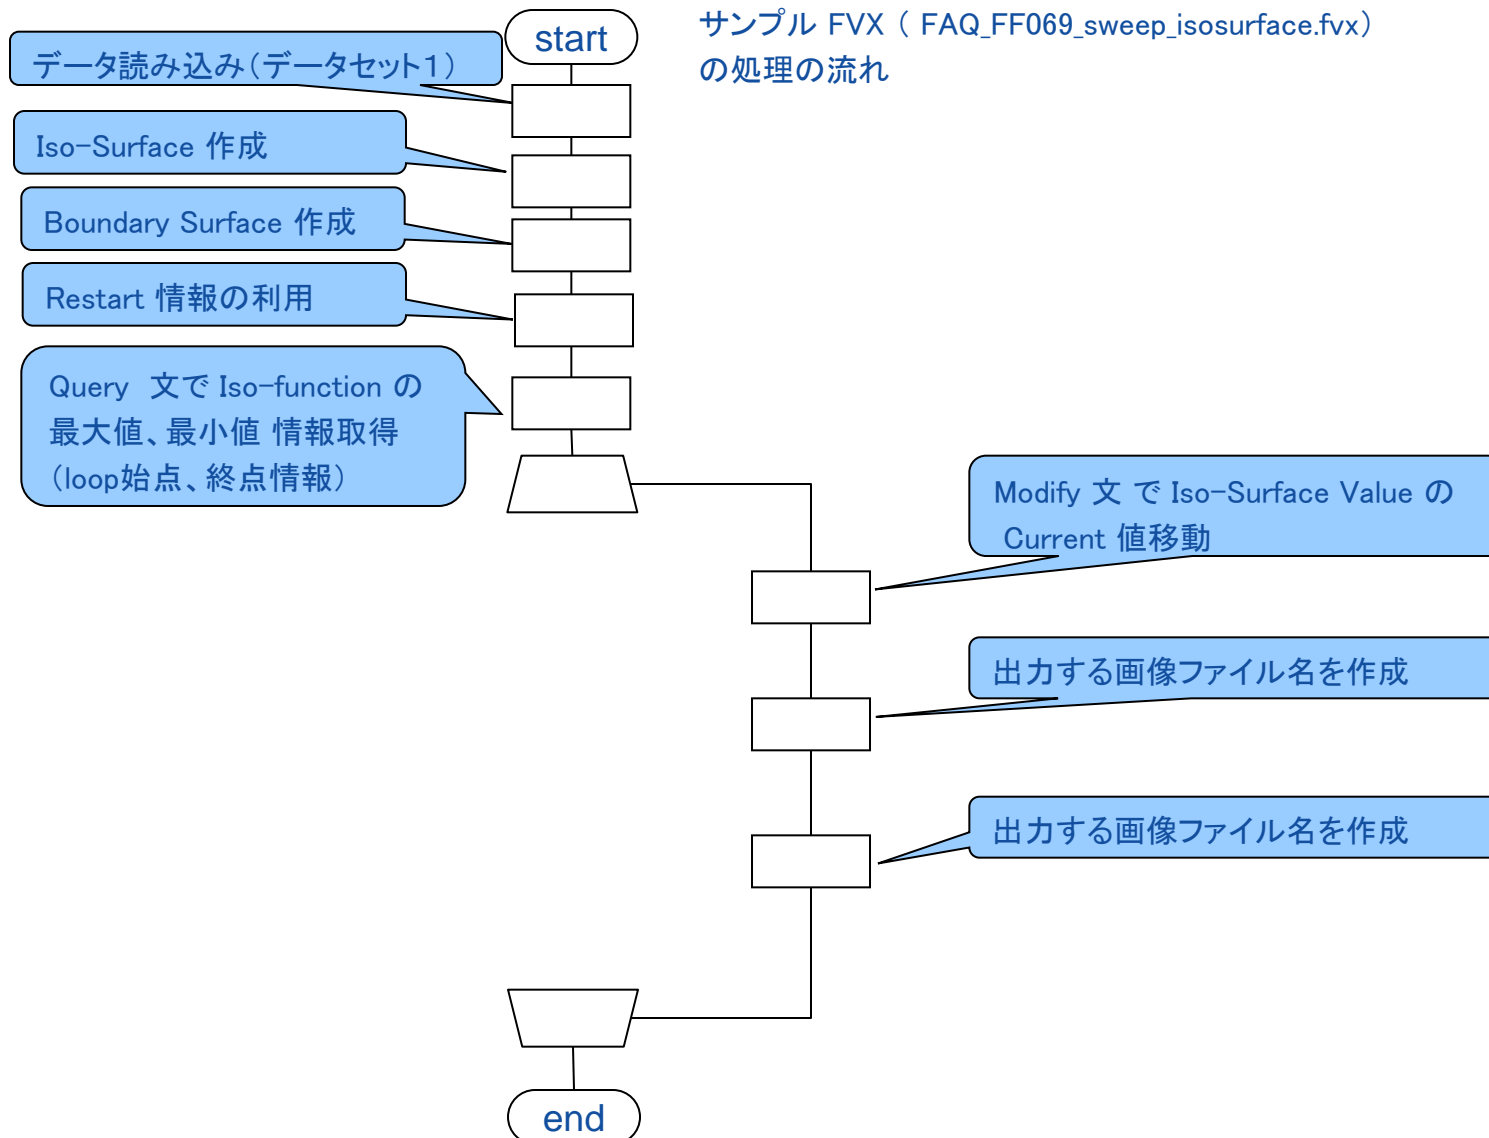 サンプル FVX （ FAQ_FF069_sweep_isosurface.fvx）
の処理の流れ
start
データ読み込み（データセット１）
Iso-Surface 作成
Boundary Surface 作成
Restart 情報の利用
Query 文で Iso-function の
最大値、最小値 情報取得
（loop始点、終点情報）
Modify 文 で Iso-Surface Value の
Current 値移動
出力する画像ファイル名を作成
出力する画像ファイル名を作成
end